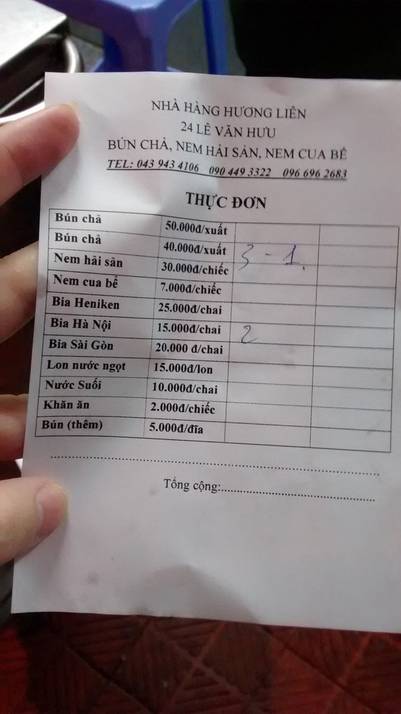 NHÀ HÀNG HƯƠNG LIÊN
24 LÊ VĂN HƯU
BÚN CHẢ, NEM HẢI SẢN, NEM CUA BỂ
TEL: 043 943 4106 090 449 3322 096 696 2683
THỰC ĐƠN
Bún chả 50.000đ/xuất
Bún chả 40.000đ/xuất 3 - 1.
Nem hải sản 30.000đ/chiếc
Nem cua bể 7.000đ/chiếc
Bia Heniken 25.000đ/chai
Bia Hà Nội 15.000đ/chai 2
Bia Sài Gòn 20.000 đ/chai
Lon nước ngọt 15.000đ/lon
Nước Suối 10.000đ/chai
Khăn ăn 2.000đ/chiếc
Bún (thêm) 5.000đ/đĩa
Tổng cộng: